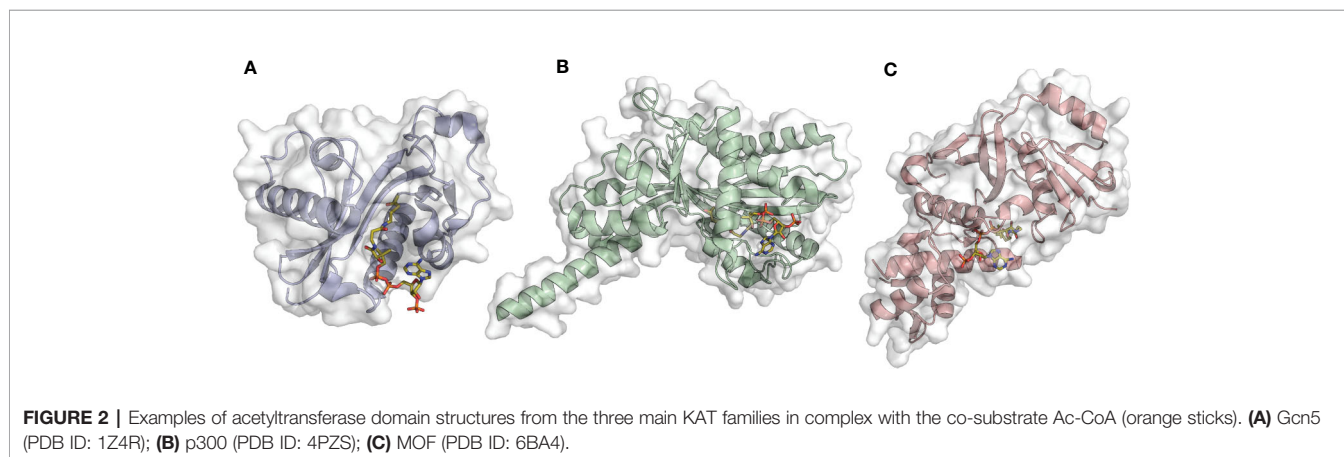 A
B
C
FIGURE 2 | Examples of acetyltransferase domain structures from the three main KAT families in complex with the co-substrate Ac-CoA (orange sticks). (A) Gcn5
(PDB ID: 1Z4R); (B) p300 (PDB ID: 4PZS); (C) MOF (PDB ID: 6BA4).